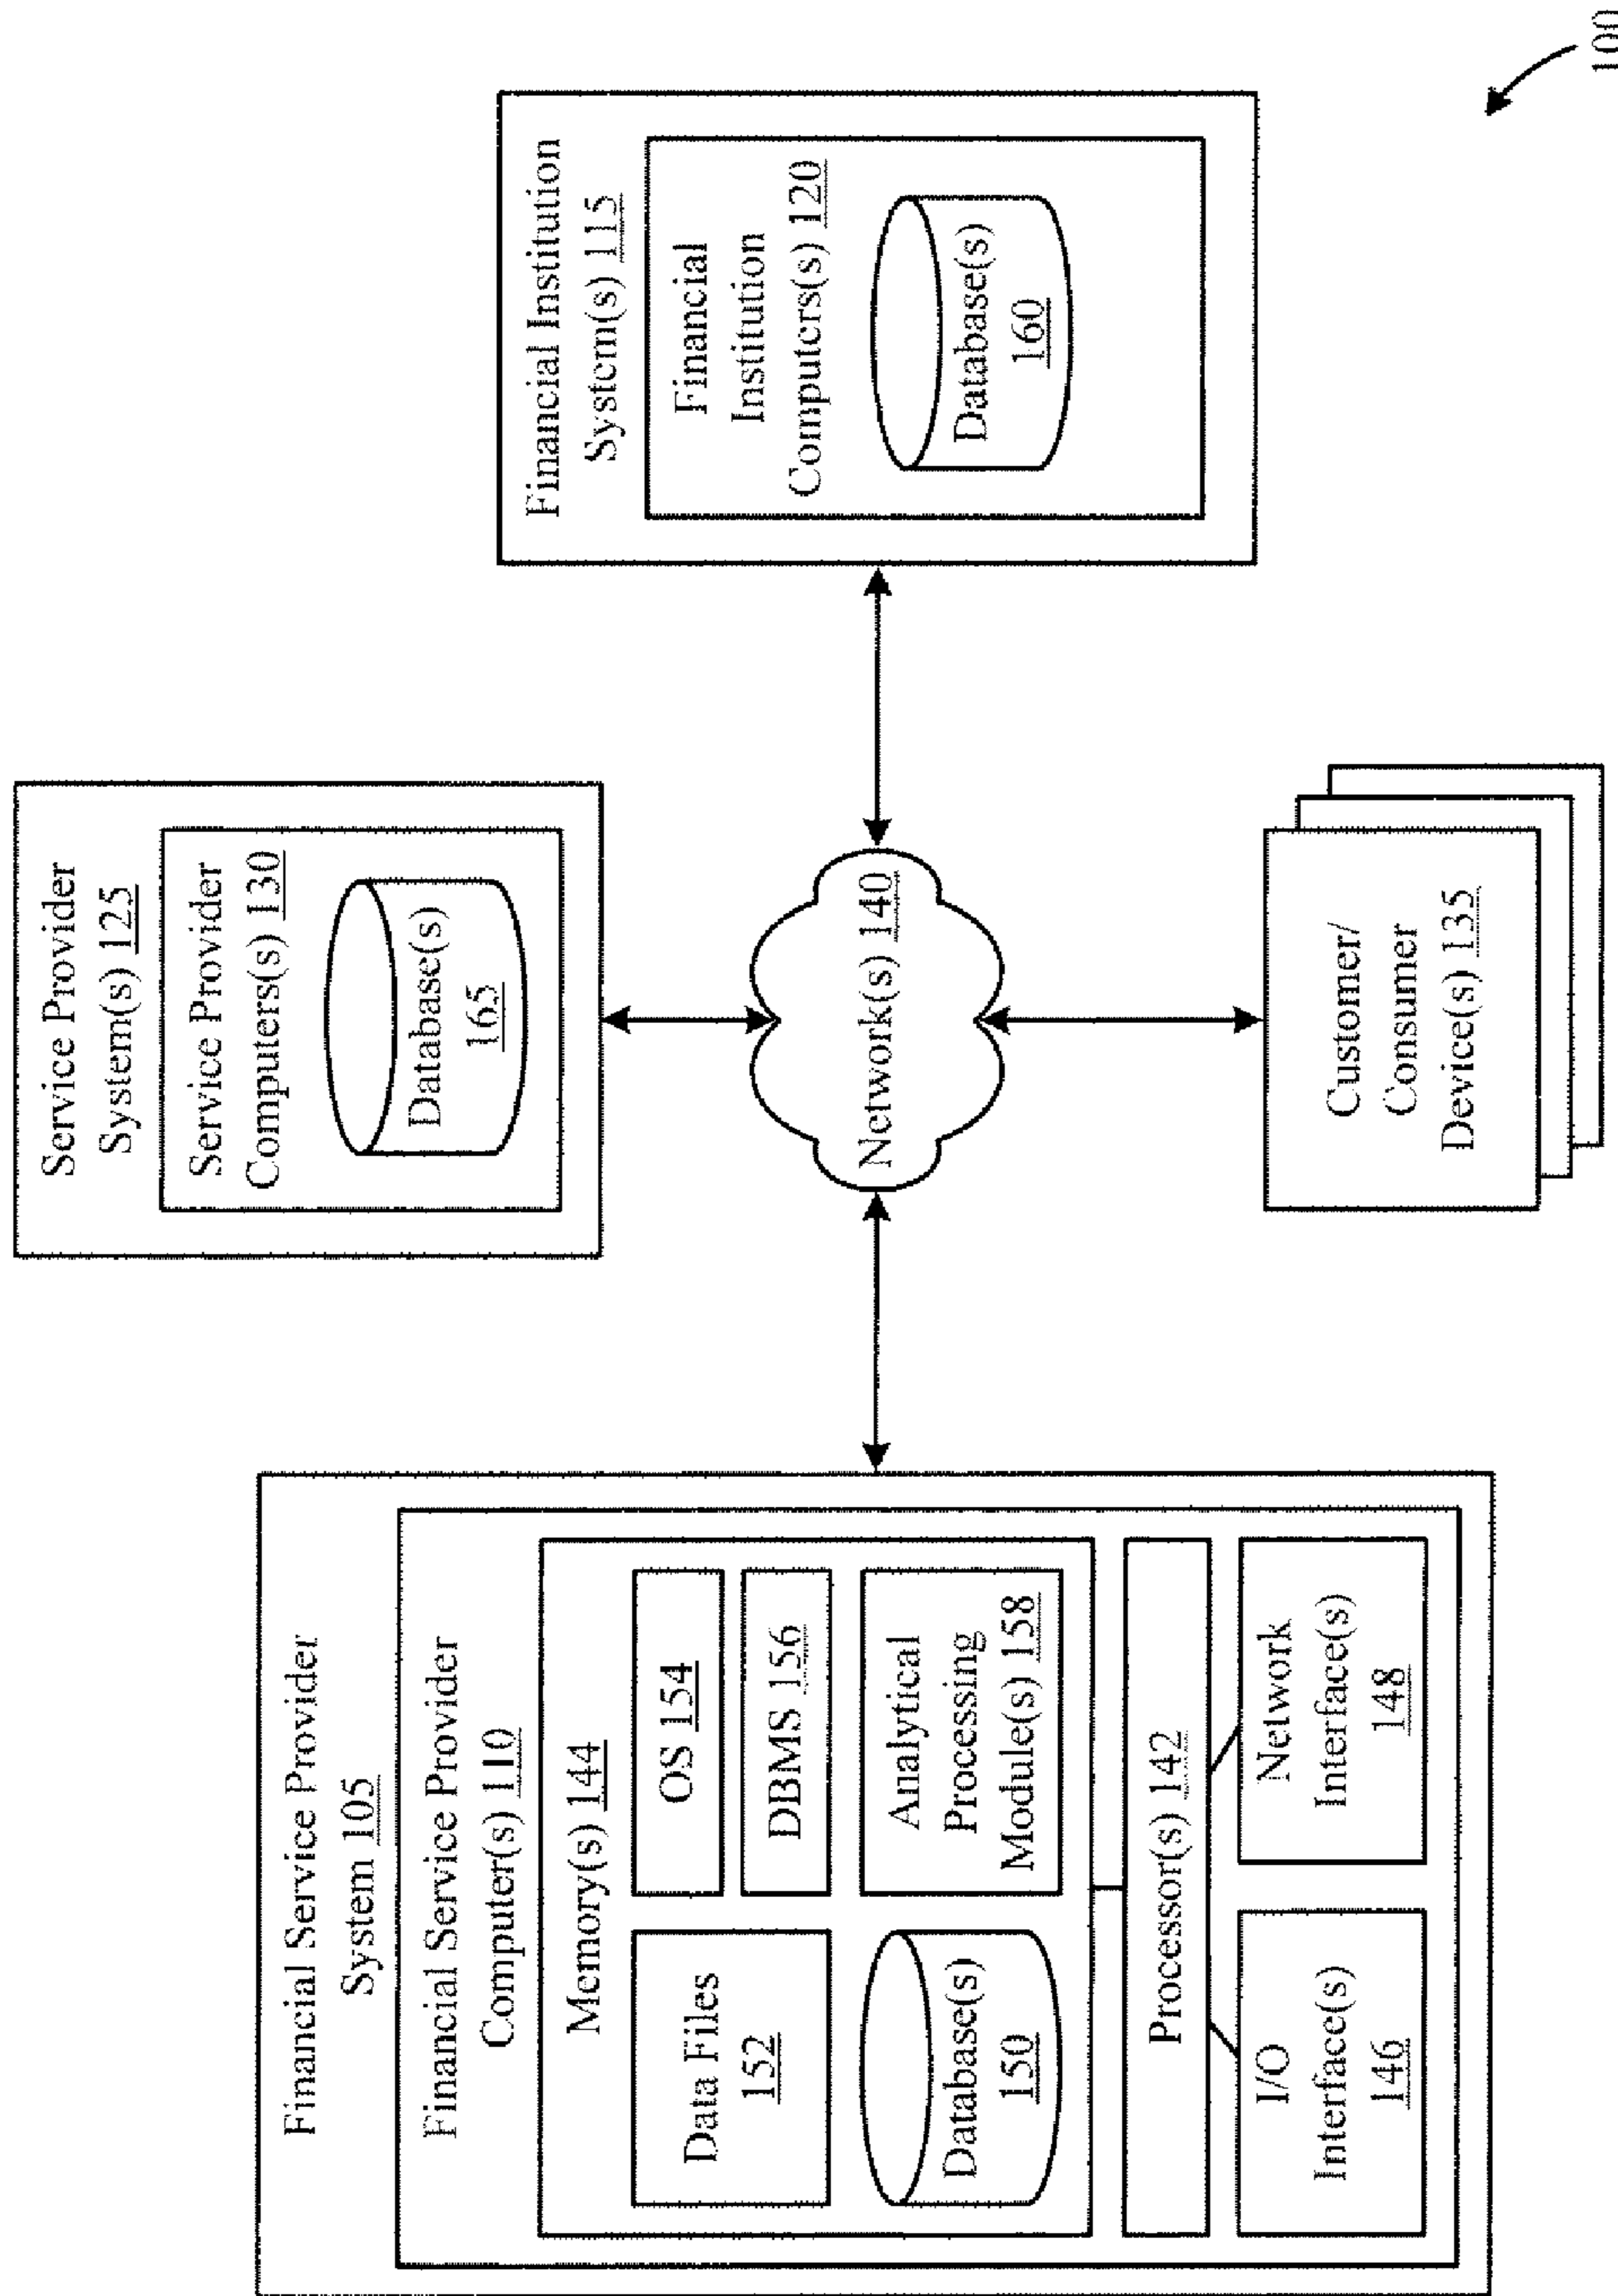 Financial Service Provider
System 105
Financial Service Provider
Computer(s) 110
Memory(s) 144
Data Files
152
OS 154
DBMS 156
Database(s)
150
Analytical
Processing
Module(s) 158
Processor(s) 142
I/O
Interface(s)
146
Network
Interface(s)
148
Service Provider
System(s) 125
Service Provider
Computers(s) 130
Database(s)
165
Network(s) 140
Customer/
Consumer
Device(s) 135
Financial Institution
System(s) 115
Financial
Institution
Computers(s) 120
Database(s)
160
100